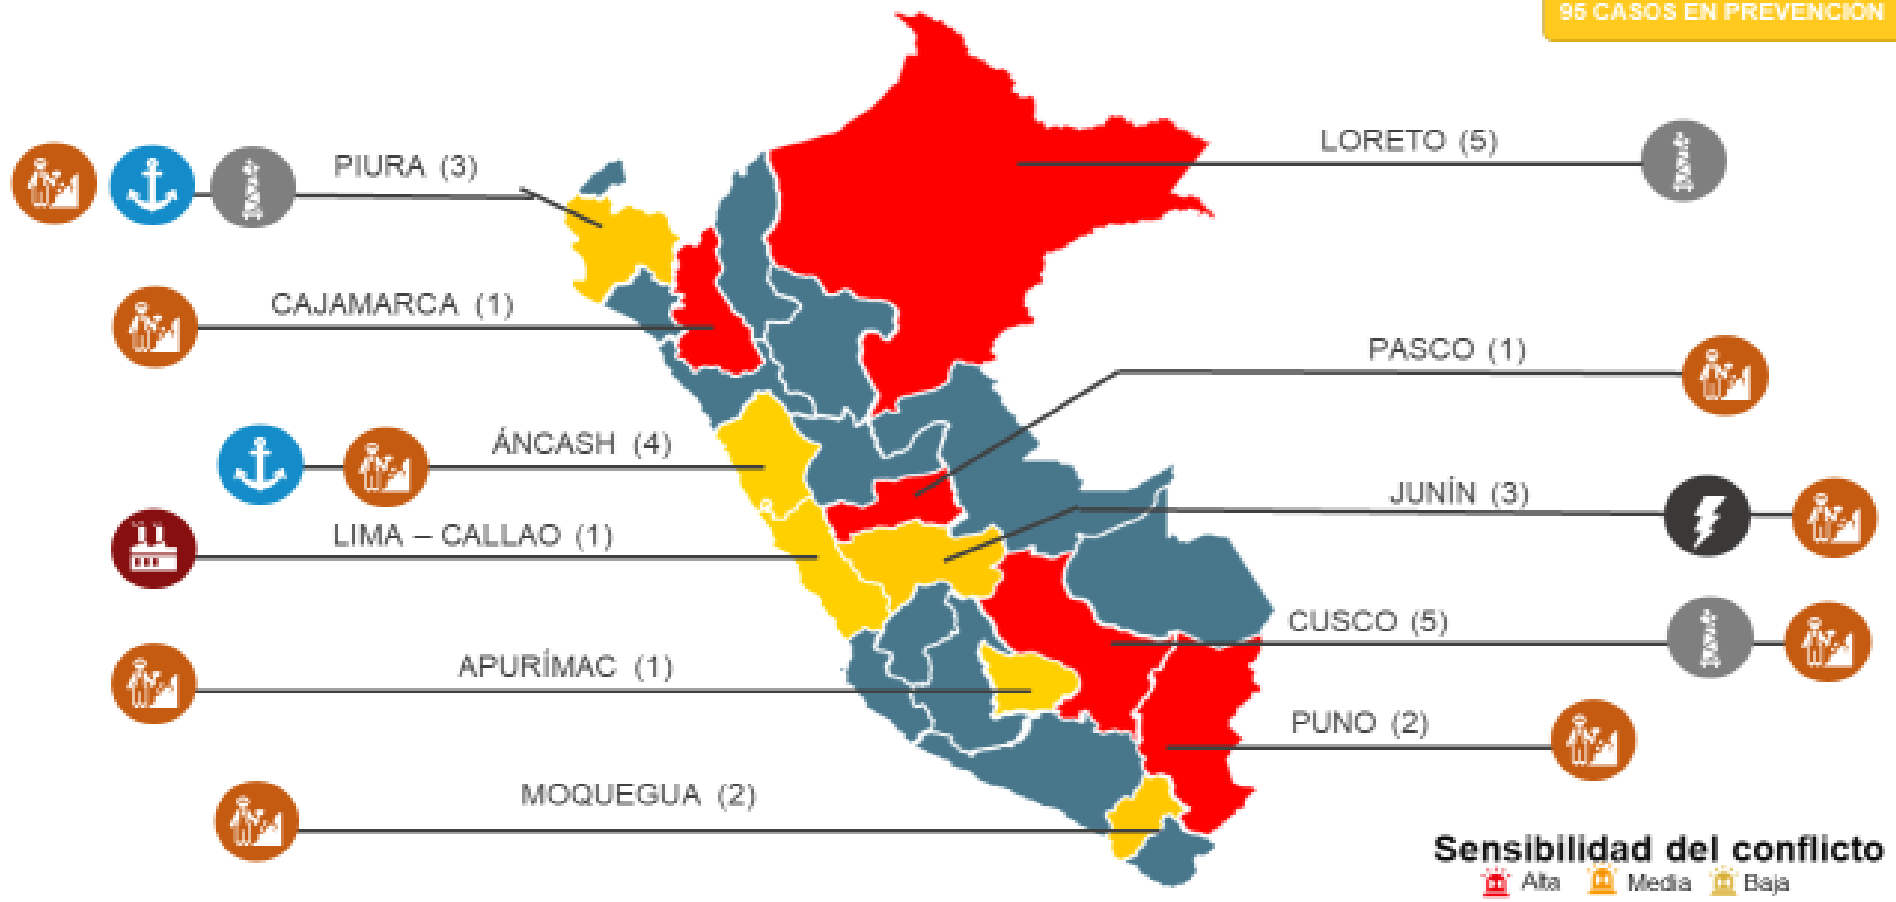 95 CASOS EN PREVENCIÓN
PIURA (3)
LORETO (5)
CAJAMARCA (1)
PASCO (1)
ÁNCASH (4)
JUNÍN (3)
LIMA – CALLAO (1)
CUSCO (5)
APURÍMAC (1)
PUNO (2)
MOQUEGUA (2)
Sensibilidad del conflicto
Alta Media Baja